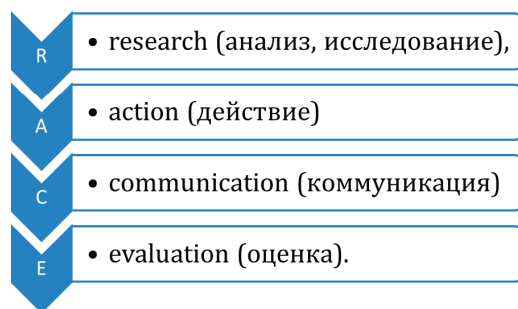 R
• research (анализ, исследование),
A
• action (действие)
C
• communication (коммуникация)
E
• evaluation (оценка).